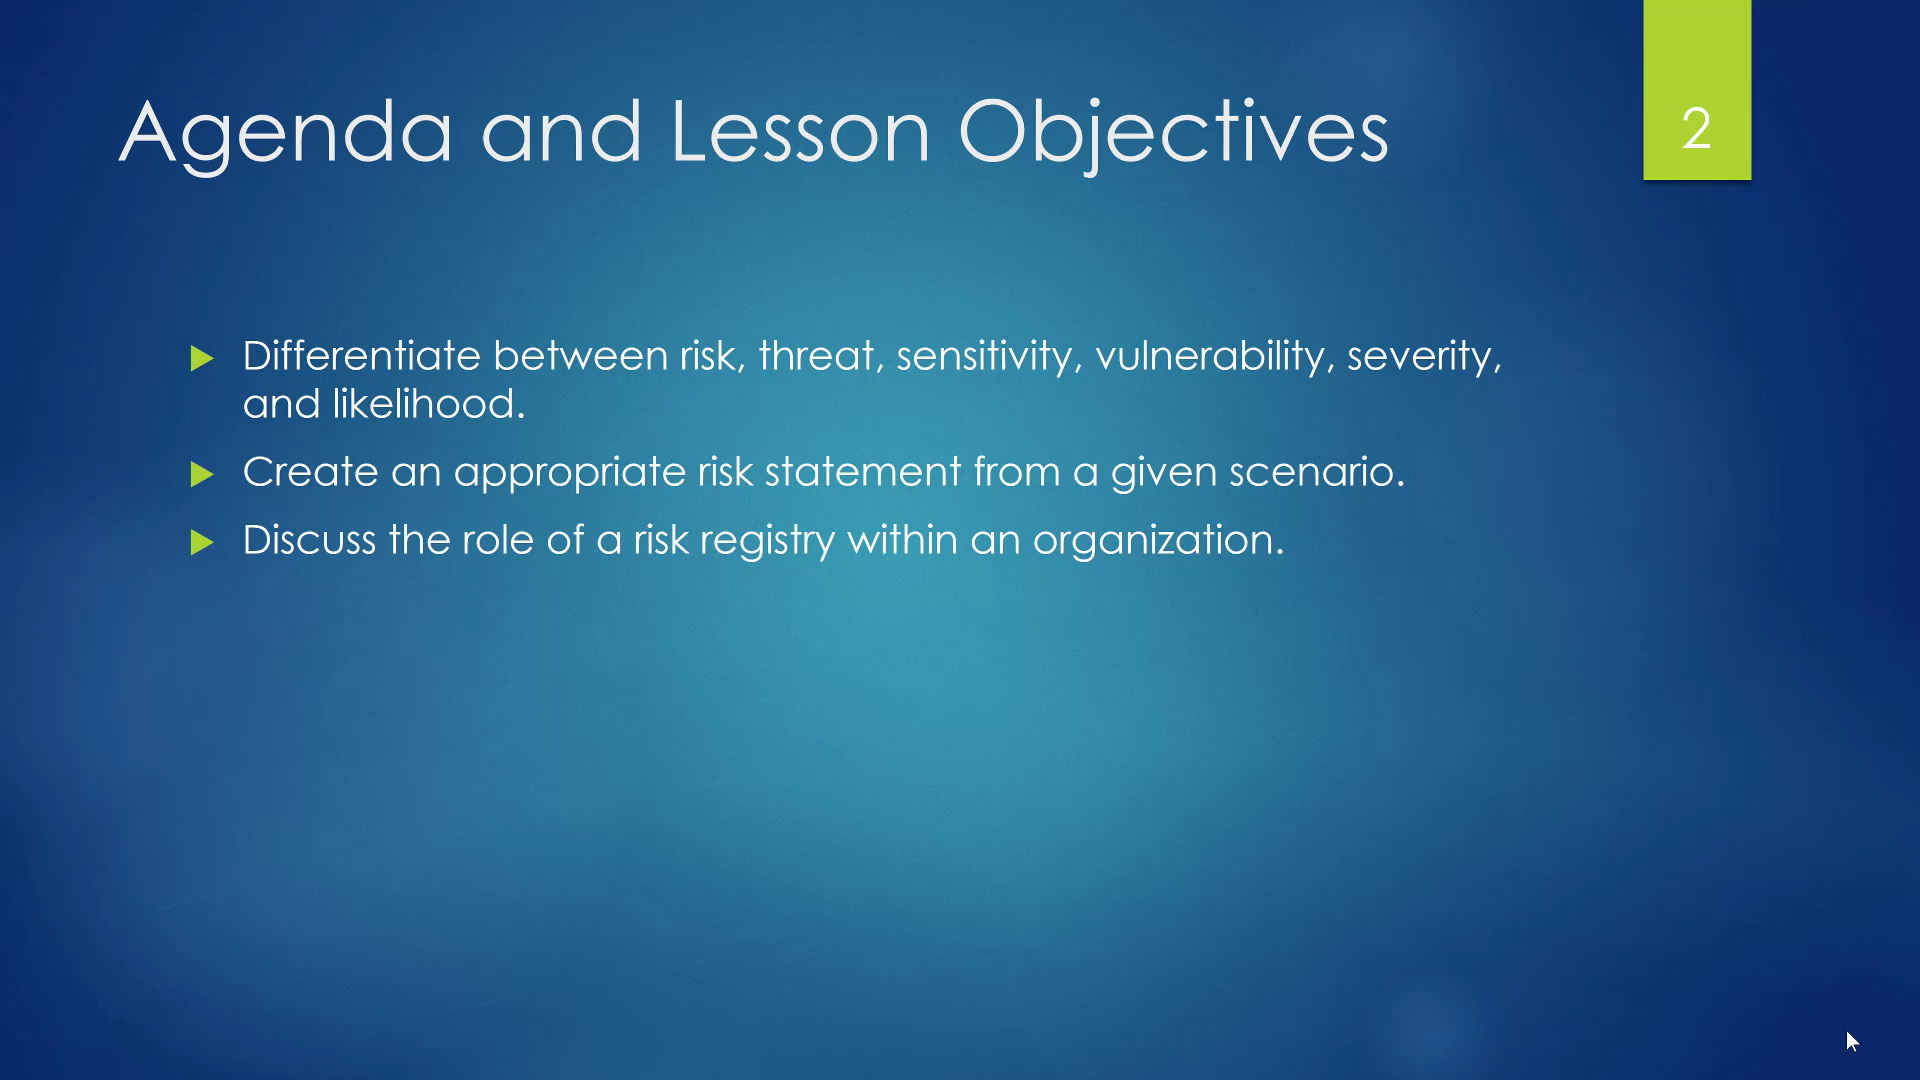 Agenda and Lesson Objectives
2
Differentiate between risk, threat, sensitivity, vulnerability, severity,
and likelihood.
Create an appropriate risk statement from a given scenario.
Discuss the role of a risk registry within an organization.